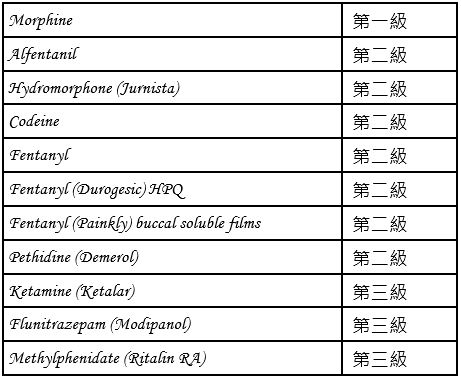 Morphine 第一級
Alfentanil 第二級
Hydromorphone (Jurnista) 第二級
Codeine 第二級
Fentanyl 第二級
Fentanyl (Durogesic) HPQ 第二級
Fentanyl (Painkly) buccal soluble films 第二級
Pethidine (Demerol) 第二級
Ketamine (Ketalar) 第三級
Flunitrazepam (Modipanol) 第三級
Methylphenidate (Ritalin RA) 第三級